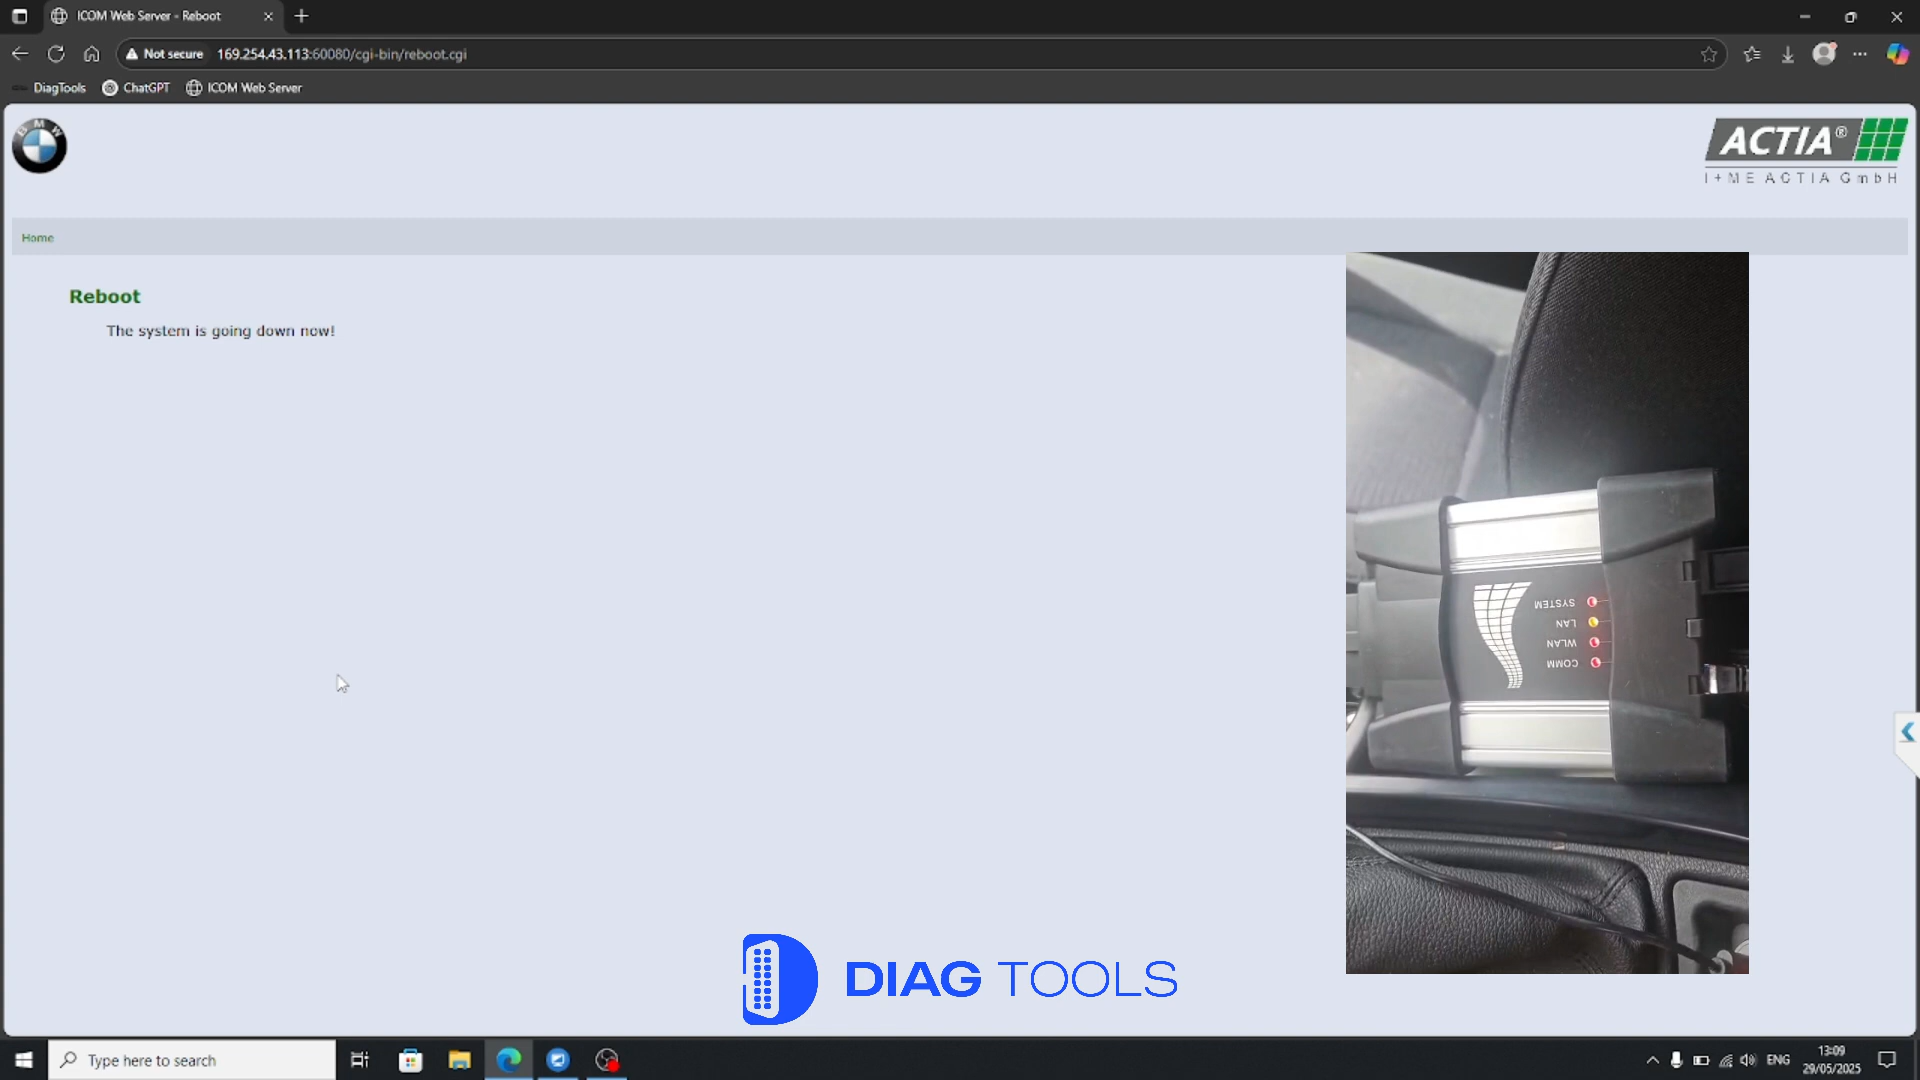 ICOM Web Server - Reboot
Not secure
169.254.43.113:60080/cgi-bin/reboot.cgi
DiagTools
ChatGPT
ICOM Web Server
BMW
ACTIA®
I+ME ACTIA GmbH
Home
Reboot
The system is going down now!
SYSTEM
LAN
WLAN
COMM
DIAG TOOLS
Type here to search
ENG
13:09
29/05/2025